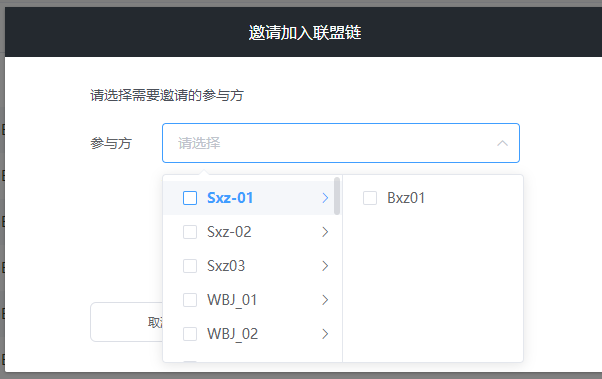 邀请加入联盟链
请选择需要邀请的参与方
参与方 请选择
Sxz-01 Bxz01
Sxz-02
Sxz03
WBJ_01
WBJ_02
取